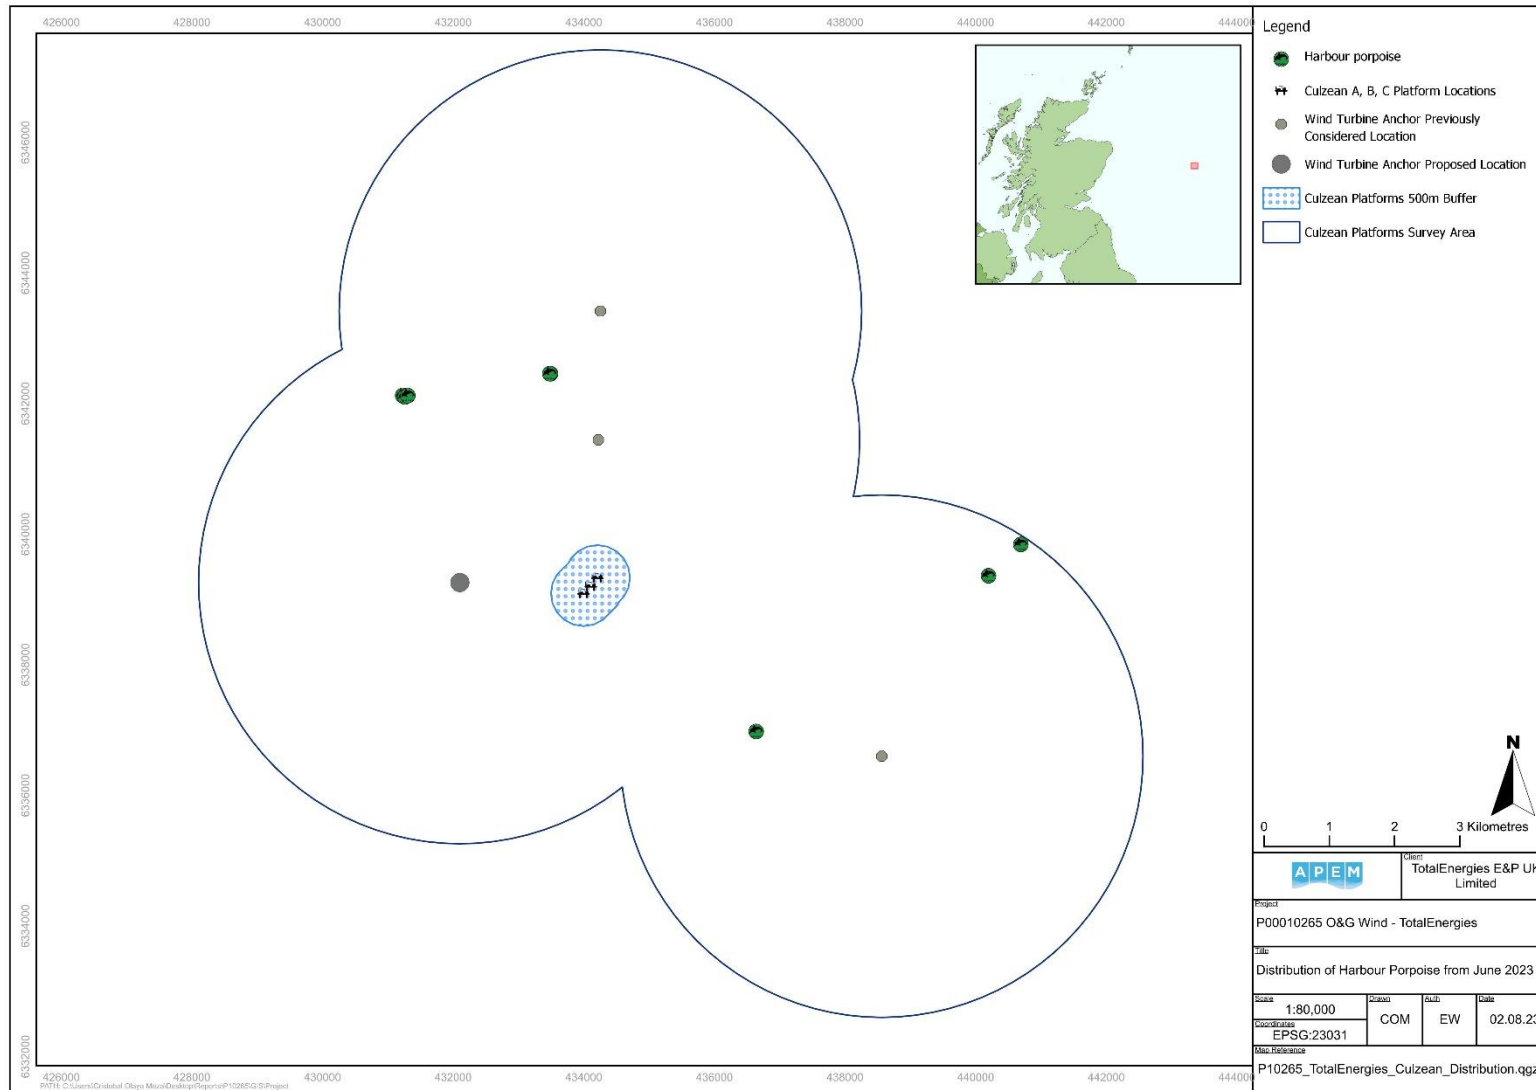 426000 428000 430000 432000 434000 436000 438000 440000 442000 444000
6346000
6344000
6342000
6340000
6338000
6336000
6334000
6332000
426000 428000 430000 432000 434000 436000 438000 440000 442000 444000
Legend
Harbour porpoise
Culzean A, B, C Platform Locations
Wind Turbine Anchor Previously
Considered Location
Wind Turbine Anchor Proposed Location
Culzean Platforms 500m Buffer
Culzean Platforms Survey Area
N
0 1 2 3 Kilometres
APEM
Client
TotalEnergies E&P UK
Limited
Project
P00010265 O&G Wind - TotalEnergies
Title
Distribution of Harbour Porpoise from June 2023
Scale
1:80,000
Coordinates
EPSG:23031
Drawn
COM
Auth
EW
Date
02.08.23
Map Reference
P10265_TotalEnergies_Culzean_Distribution.qgz